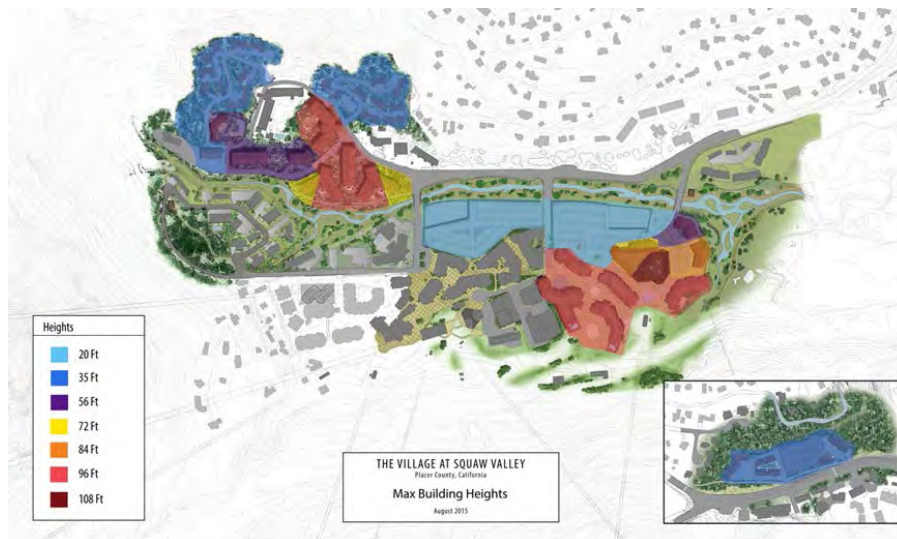 Heights
20 Ft
35 Ft
56 Ft
72 Ft
84 Ft
96 Ft
108 Ft
THE VILLAGE AT SQUAW VALLEY
Placer County, California
Max Building Heights
August 2015